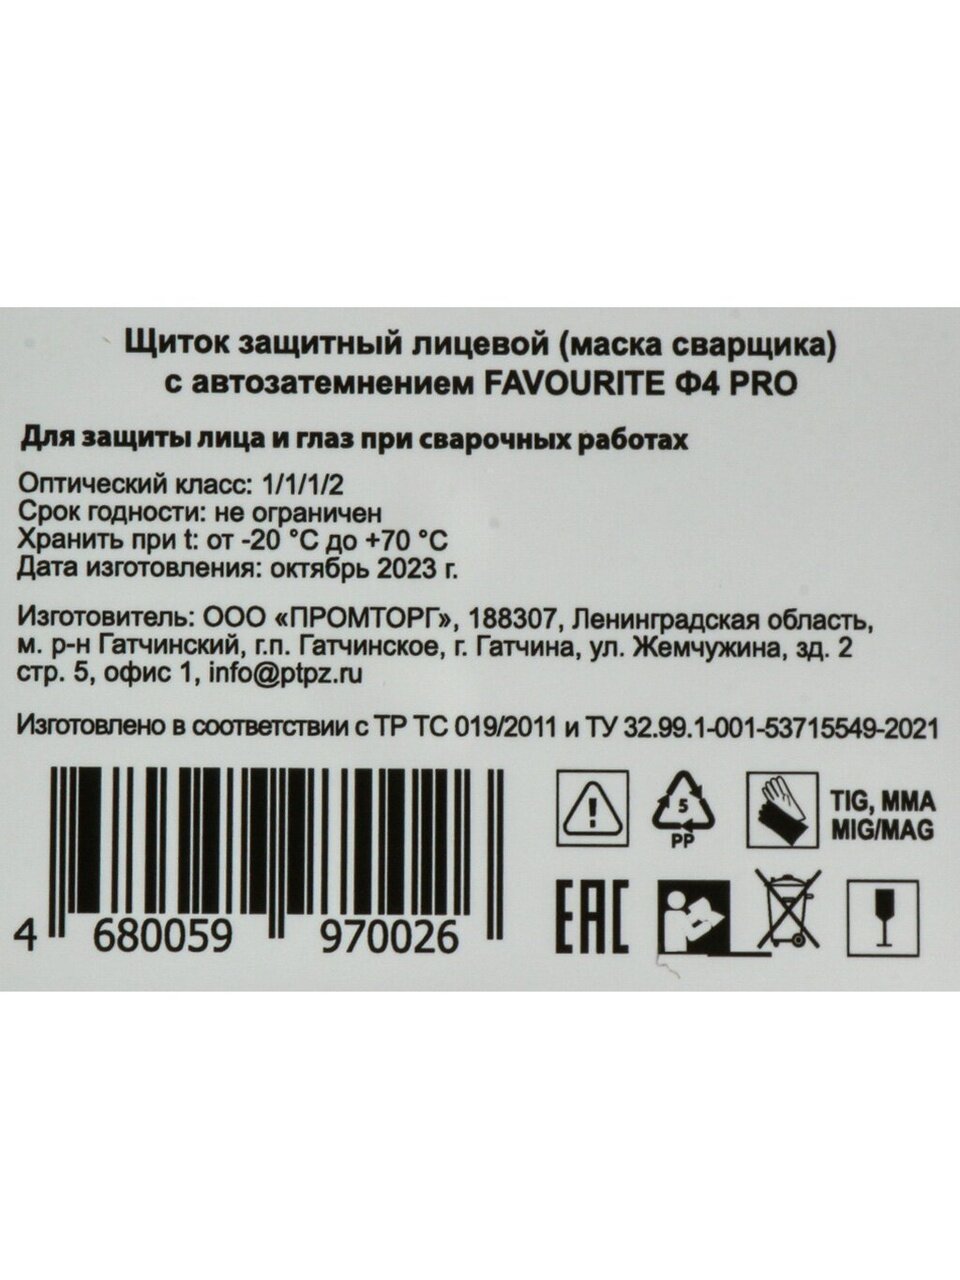 Щиток защитный лицевой (маска сварщика)
с автозатемнением FAVOURITE Ф4 PRO
Для защиты лица и глаз при сварочных работах
Оптический класс: 1/1/1/2
Срок годности: не ограничен
Хранить при t: от -20 °C до +70 °C
Дата изготовления: октябрь 2023 г.
Изготовитель: ООО «ПРОМТОРГ», 188307, Ленинградская область,
м. р-н Гатчинский, г.п. Гатчинское, г. Гатчина, ул. Жемчужина, зд. 2
стр. 5, офис 1, info@ptpz.ru
Изготовлено в соответствии с ТР ТС 019/2011 и ТУ 32.99.1-001-53715549-2021
5
PP
TIG, MMA
MIG/MAG
EAC
4 680059 970026